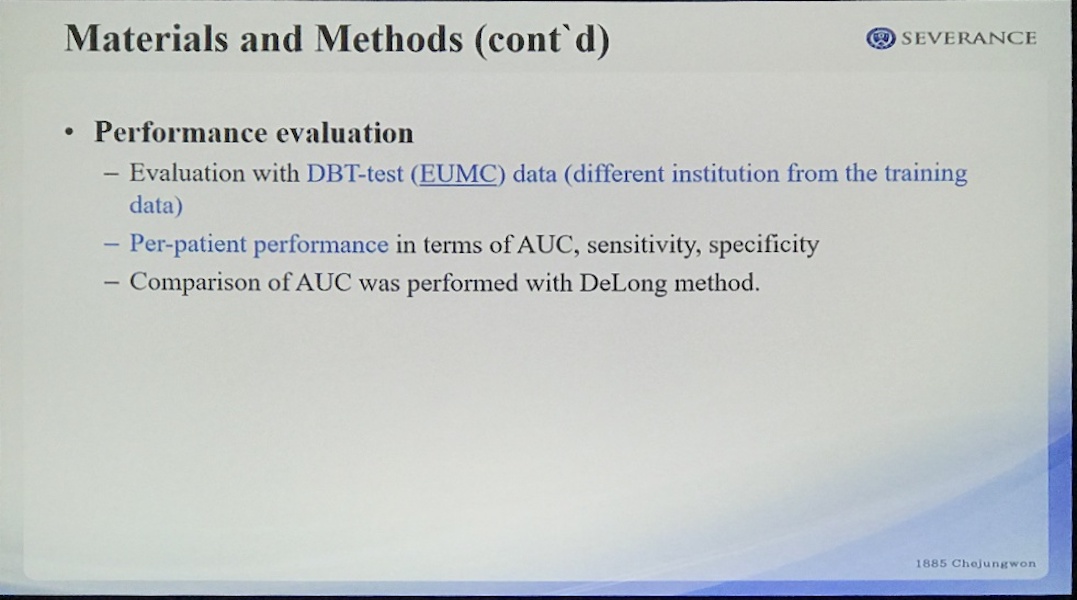 Materials and Methods (cont`d)
SEVERANCE
• Performance evaluation
– Evaluation with DBT-test (EUMC) data (different institution from the training
data)
– Per-patient performance in terms of AUC, sensitivity, specificity
– Comparison of AUC was performed with DeLong method.
1885 Chejungwon